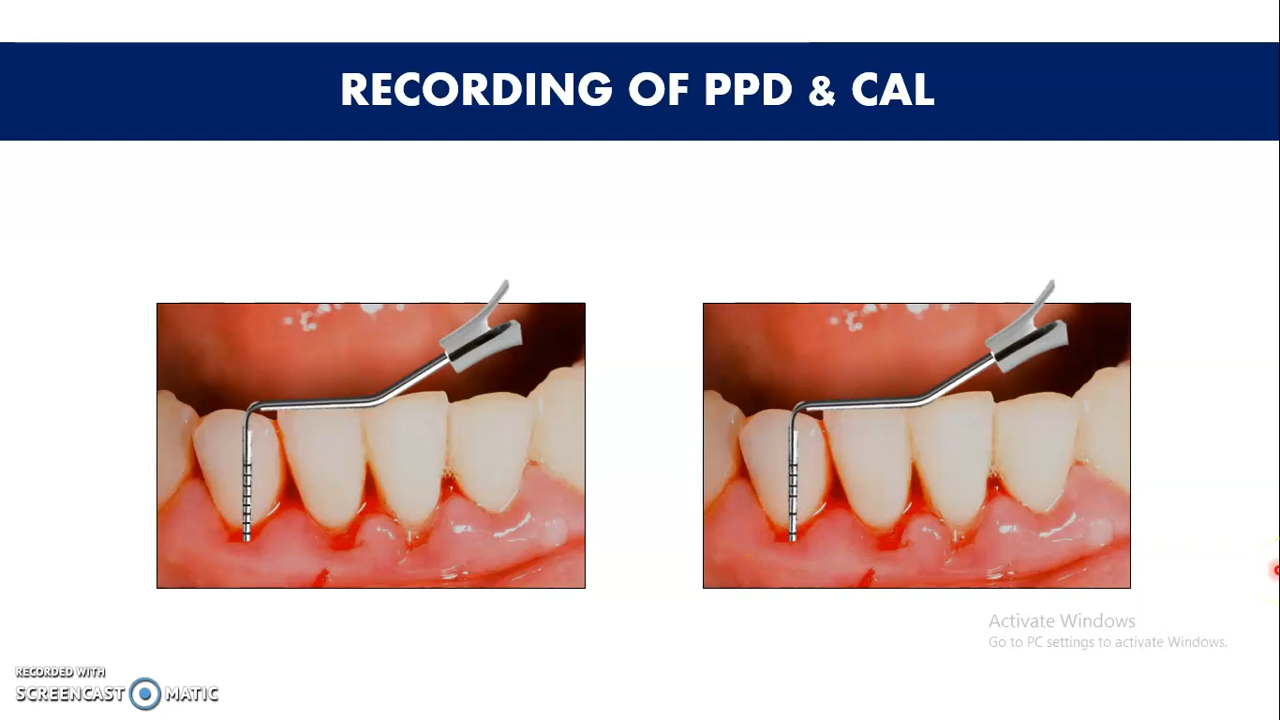 RECORDING OF PPD & CAL
Activate Windows
Go to PC settings to activate Windows.
RECORDED WITH
SCREENCAST MATIC